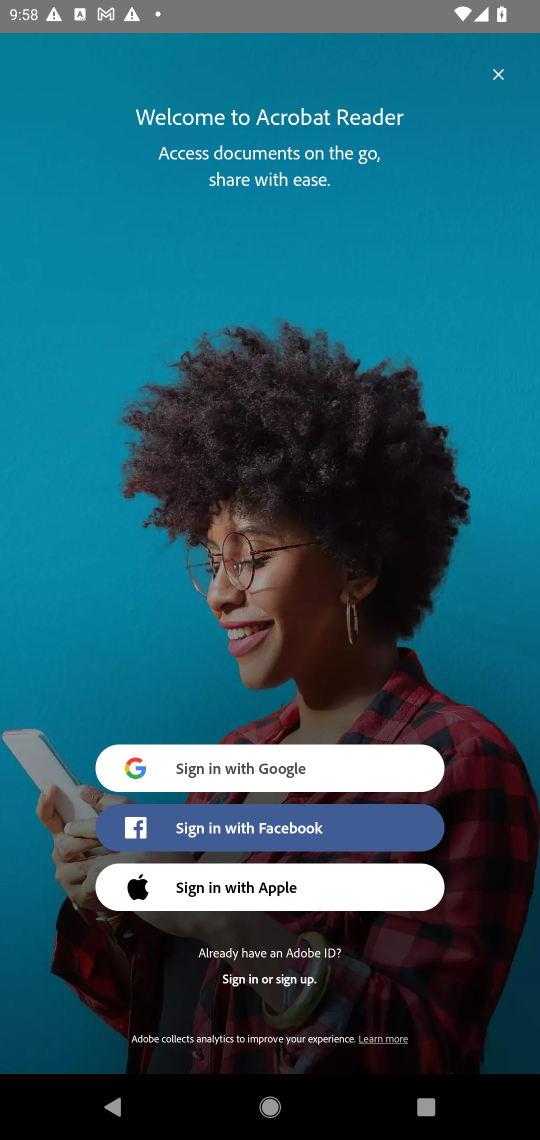 9:58
Welcome to Acrobat Reader
Access documents on the go,
share with ease.
Sign in with Google
Sign in with Facebook
Sign in with Apple
Already have an Adobe ID?
Sign in or sign up.
Adobe collects analytics to improve your experience. Learn more